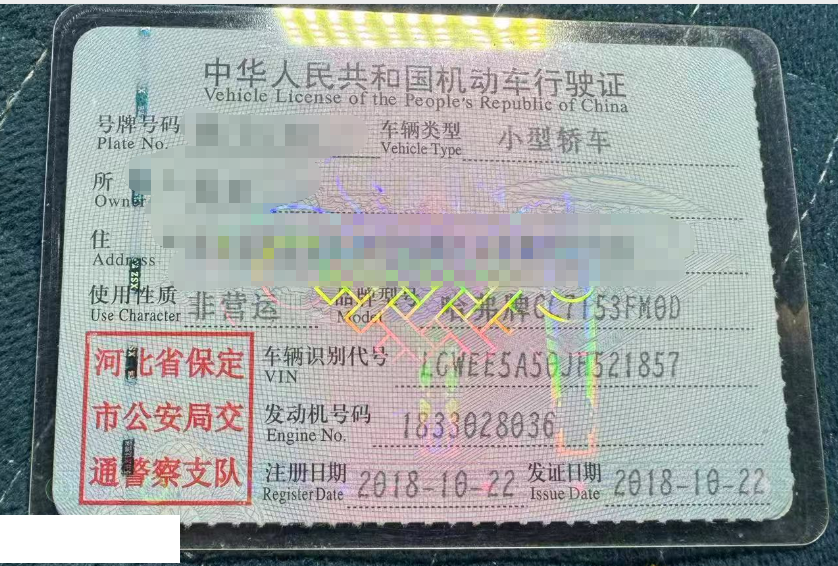 中华人民共和国机动车行驶证
Vehicle License of the People's Republic of China
号牌号码
Plate No.
车辆类型 小型轿车
Vehicle Type
所
Owner
住
Address
使用性质 非营运
Use Character
品牌型号
Model
车辆识别代号 LGWEE5A50JH521857
VIN
发动机号码 1833028036
Engine No.
注册日期 2018-10-22
Register Date
发证日期 2018-10-22
Issue Date
河北省保定
市公安局交
通警察支队